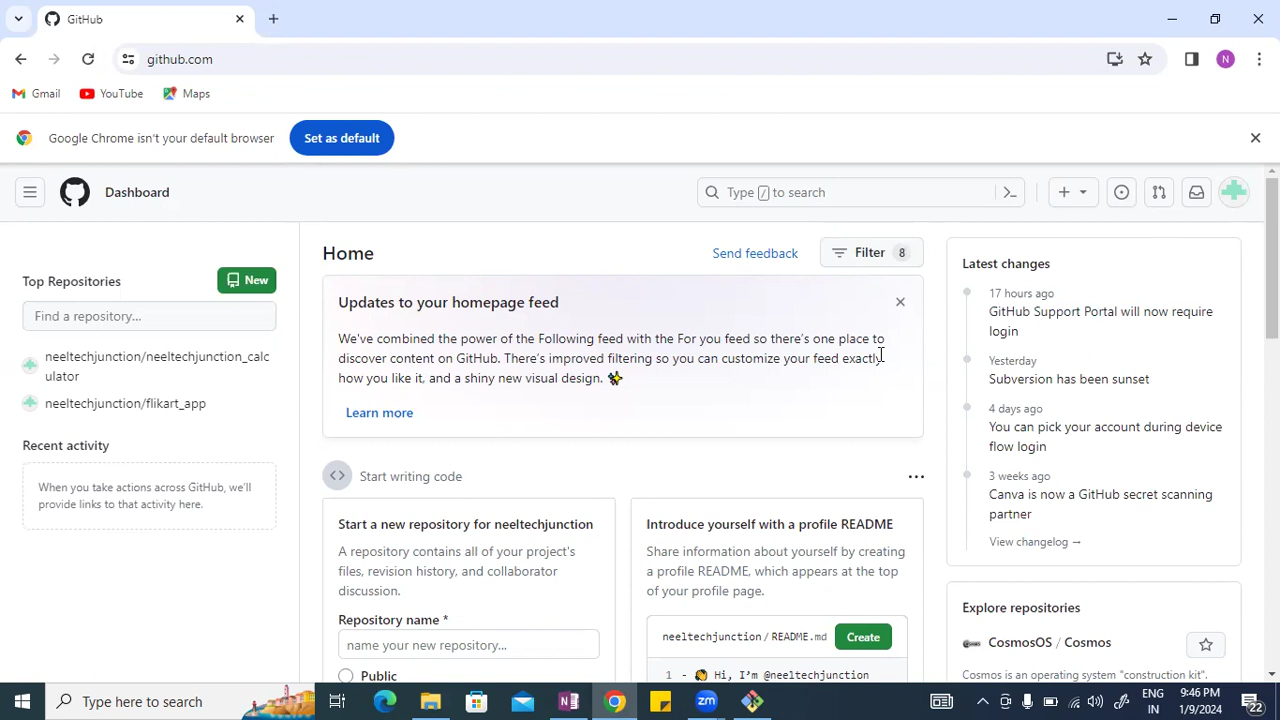 GitHub
github.com
Gmail YouTube Maps
Google Chrome isn't your default browser Set as default
Dashboard
Type / to search
Top Repositories
New
Find a repository...
neeltechjunction/neeltechjunction_calc
ulator
neeltechjunction/flikart_app
Recent activity
When you take actions across GitHub, we'll
provide links to that activity here.
Home
Send feedback
Filter 8
Updates to your homepage feed
We've combined the power of the Following feed with the For you feed so there's one place to
discover content on GitHub. There's improved filtering so you can customize your feed exactly
how you like it, and a shiny new visual design. ✨
Learn more
Start writing code
Start a new repository for neeltechjunction
A repository contains all of your project's
files, revision history, and collaborator
discussion.
Repository name *
name your new repository...
Public
Introduce yourself with a profile README
Share information about yourself by creating
a profile README, which appears at the top
of your profile page.
neeltechjunction / README.md
Create
1 - 👋 Hi, I'm @neeltechjunction
Latest changes
17 hours ago
GitHub Support Portal will now require
login
Yesterday
Subversion has been sunset
4 days ago
You can pick your account during device
flow login
3 weeks ago
Canva is now a GitHub secret scanning
partner
View changelog →
Explore repositories
CosmosOS / Cosmos
Cosmos is an operating system "construction kit".
Type here to search
zm
ENG
IN
9:46 PM
1/9/2024
22
N